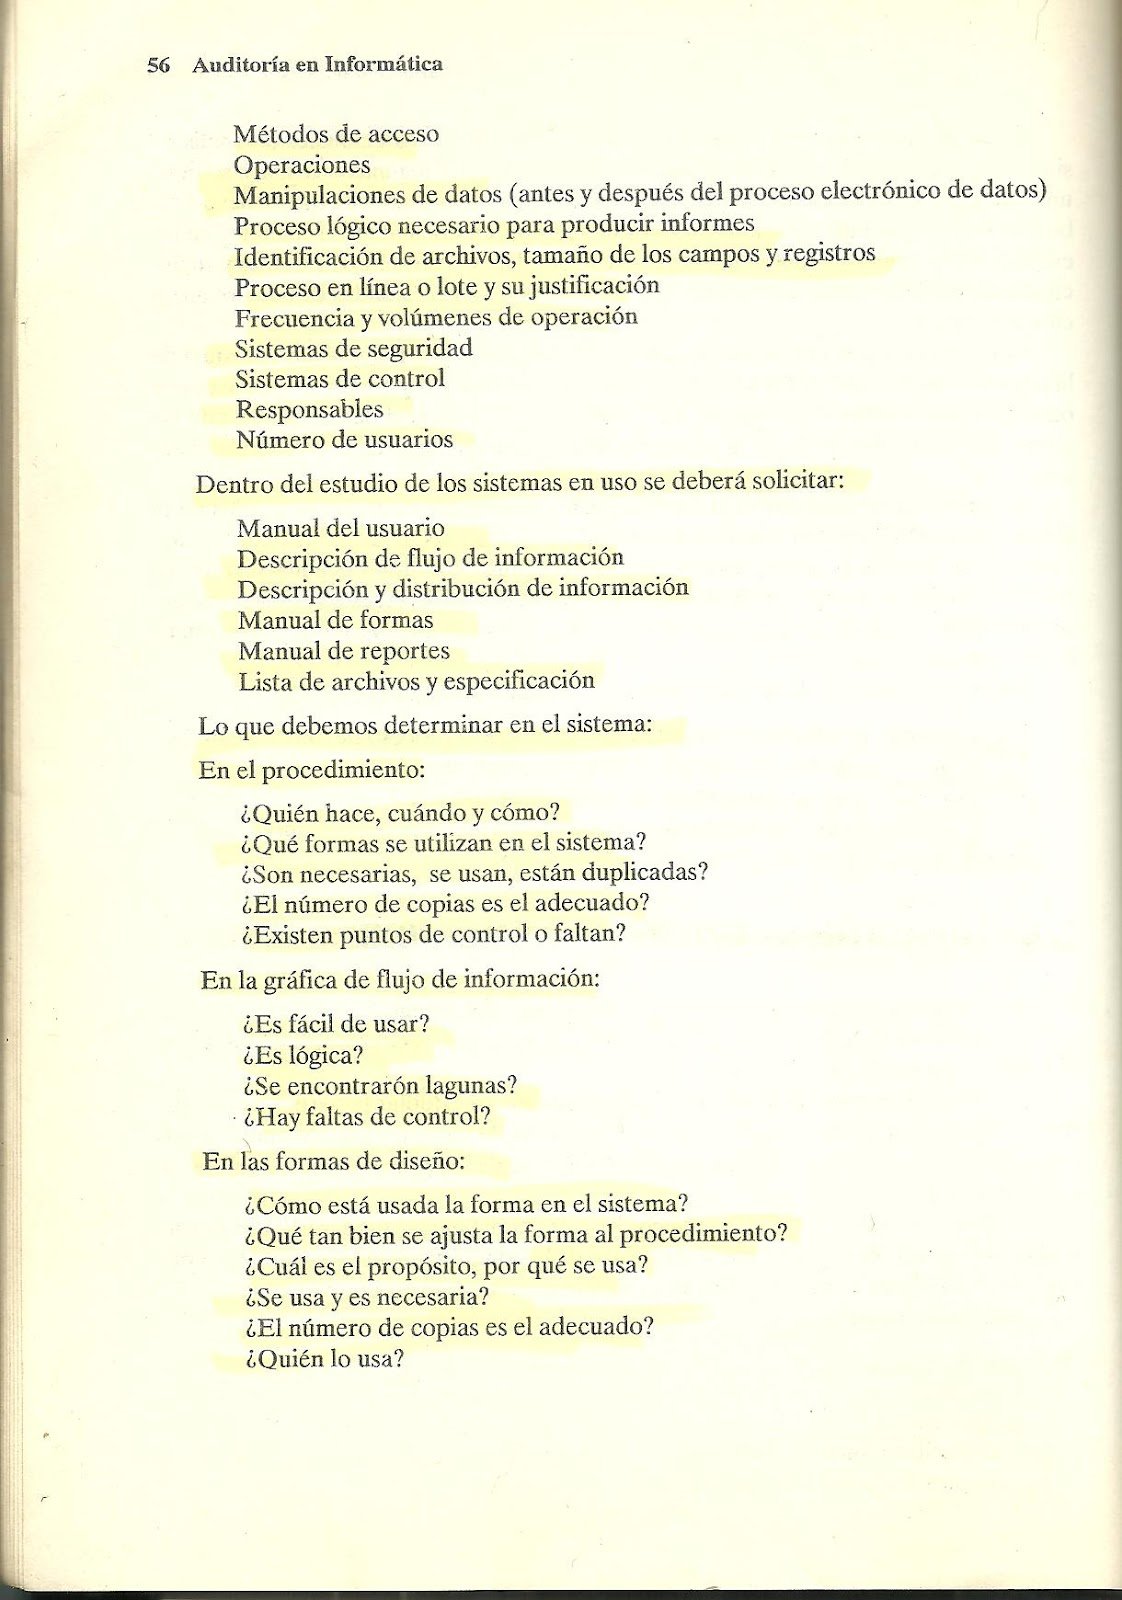 56 Auditoría en Informática
Métodos de acceso
Operaciones
Manipulaciones de datos (antes y después del proceso electrónico de datos)
Proceso lógico necesario para producir informes
Identificación de archivos, tamaño de los campos y registros
Proceso en línea o lote y su justificación
Frecuencia y volúmenes de operación
Sistemas de seguridad
Sistemas de control
Responsables
Número de usuarios
Dentro del estudio de los sistemas en uso se deberá solicitar:
Manual del usuario
Descripción de flujo de información
Descripción y distribución de información
Manual de formas
Manual de reportes
Lista de archivos y especificación
Lo que debemos determinar en el sistema:
En el procedimiento:
¿Quién hace, cuándo y cómo?
¿Qué formas se utilizan en el sistema?
¿Son necesarias, se usan, están duplicadas?
¿El número de copias es el adecuado?
¿Existen puntos de control o faltan?
En la gráfica de flujo de información:
¿Es fácil de usar?
¿Es lógica?
¿Se encontrarón lagunas?
¿Hay faltas de control?
En las formas de diseño:
¿Cómo está usada la forma en el sistema?
¿Qué tan bien se ajusta la forma al procedimiento?
¿Cuál es el propósito, por qué se usa?
¿Se usa y es necesaria?
¿El número de copias es el adecuado?
¿Quién lo usa?